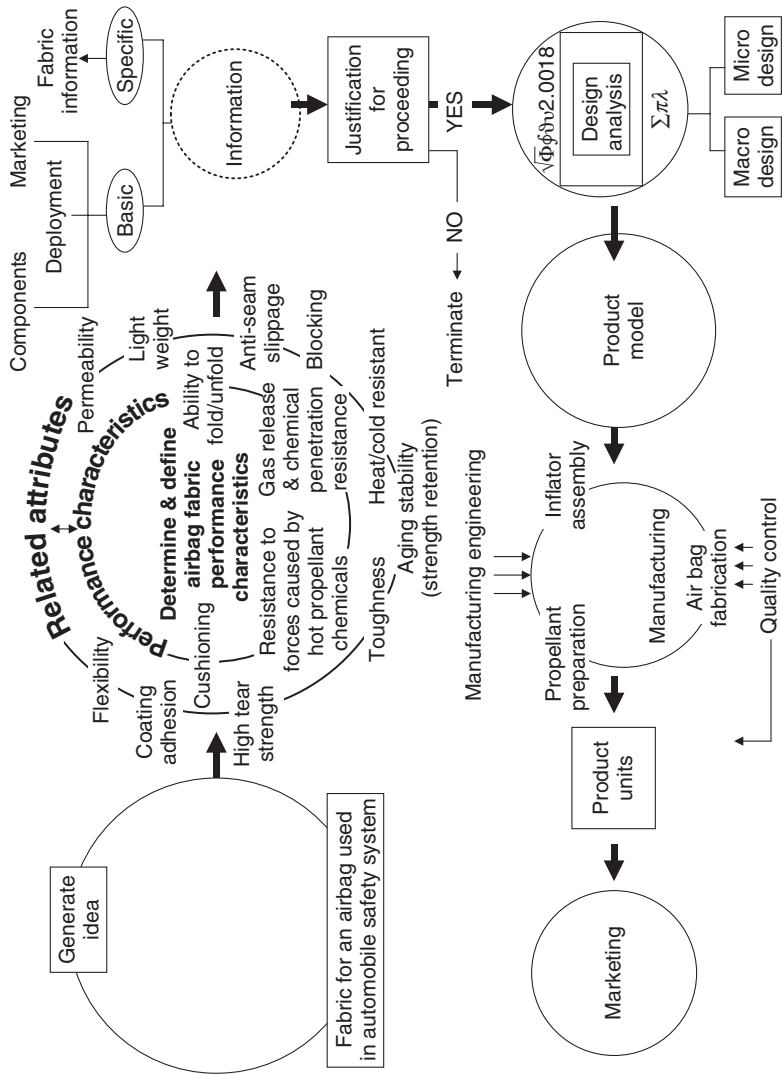 Generate
idea
Fabric for an airbag used
in automobile safety system
Related attributes
Performance characteristics
Determine & define
airbag fabric
performance
characteristics
Flexibility
Coating
adhesion
High tear
strength
Cushioning
Resistance to
forces caused by
hot propellant
chemicals
Toughness
Aging stability
(strength retention)
Heat/cold resistant
Gas release
& chemical
penetration
resistance
Ability to
fold/unfold
Permeability
Light
weight
Anti-seam
slippage
Blocking
Components
Marketing
Deployment
Basic
Fabric
information
Specific
Information
Justification
for
proceeding
YES
NO
Terminate
√Φ∮ϑυ2.0018
Design
analysis
Σπλ
Macro
design
Micro
design
Product
model
Manufacturing engineering
Propellant
preparation
Inflator
assembly
Manufacturing
Air bag
fabrication
Quality control
Product
units
Marketing